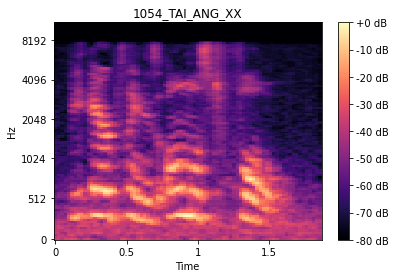 1054_TAI_ANG_XX
8192
4096
2048
1024
512
0
Hz
0
0.5
1
1.5
Time
+0 dB
-10 dB
-20 dB
-30 dB
-40 dB
-50 dB
-60 dB
-70 dB
-80 dB